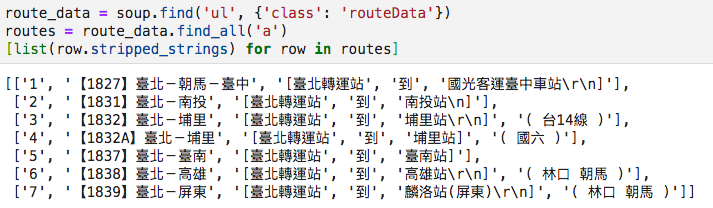 route_data = soup.find('ul', {'class': 'routeData'})
routes = route_data.find_all('a')
[list(row.stripped_strings) for row in routes]
[['1', '【1827】臺北－朝馬－臺中', '[臺北轉運站', '到', '國光客運臺中車站\r\n]'],
['2', '【1831】臺北－南投', '[臺北轉運站', '到', '南投站\n]'],
['3', '【1832】臺北－埔里', '[臺北轉運站', '到', '埔里站\r\n]', '( 台14線 )'],
['4', '【1832A】臺北－埔里', '[臺北轉運站', '到', '埔里站]', '( 國六 )'],
['5', '【1837】臺北－臺南', '[臺北轉運站', '到', '臺南站]'],
['6', '【1838】臺北－高雄', '[臺北轉運站', '到', '高雄站\r\n]', '( 林口 朝馬 )'],
['7', '【1839】臺北－屏東', '[臺北轉運站', '到', '麟洛站(屏東)\r\n]', '( 林口 朝馬 )']]